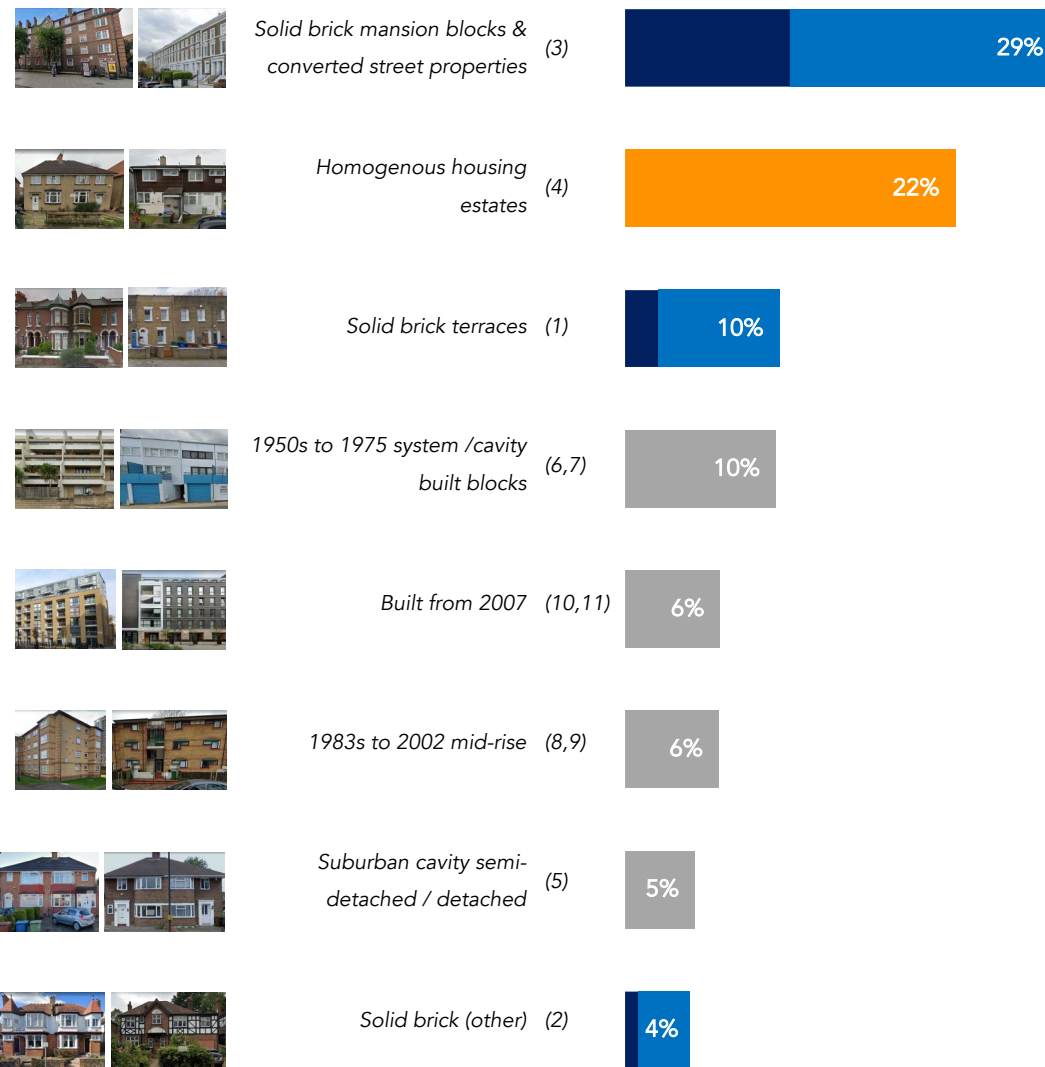 Solid brick mansion blocks &
converted street properties
(3)
29%
Homogenous housing
estates
(4)
22%
Solid brick terraces
(1)
10%
1950s to 1975 system /cavity
built blocks
(6,7)
10%
Built from 2007
(10,11)
6%
1983s to 2002 mid-rise
(8,9)
6%
Suburban cavity semi-
detached / detached
(5)
5%
Solid brick (other)
(2)
4%